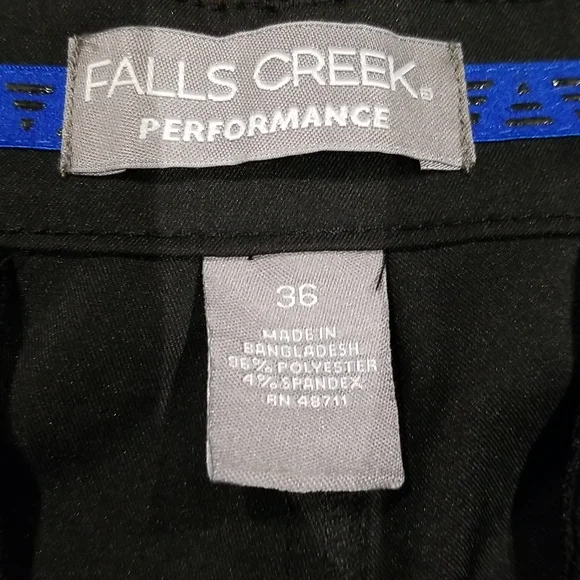 FALLS CREEK®
PERFORMANCE
36
MADE IN
BANGLADESH
96% POLYESTER
4% SPANDEX
RN 48711